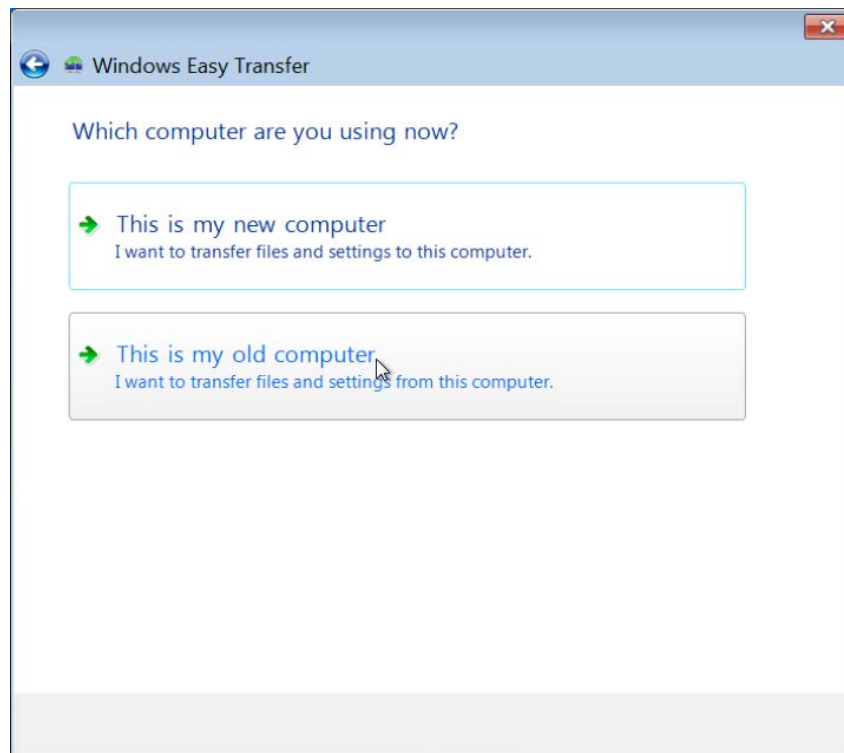 Windows Easy Transfer
Which computer are you using now?
This is my new computer
I want to transfer files and settings to this computer.
This is my old computer
I want to transfer files and settings from this computer.